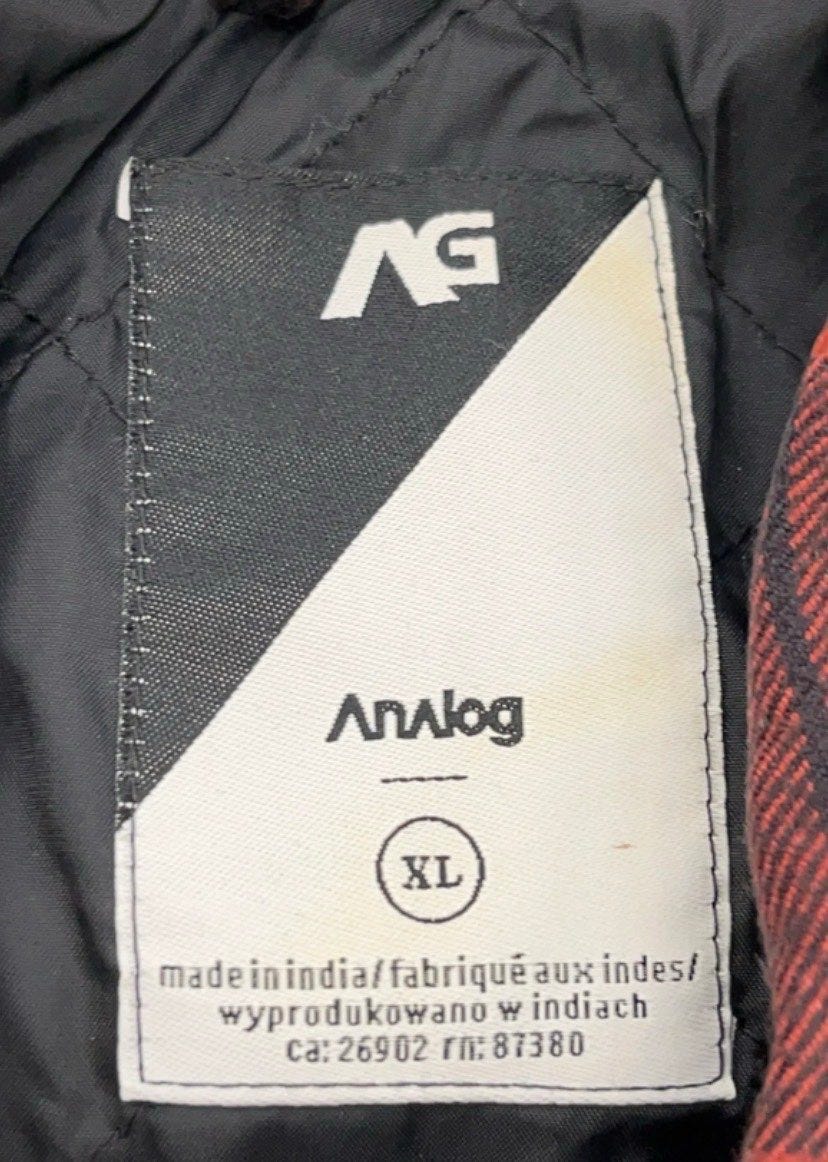 AG
Analog
XL
made in india/fabriqué aux indes/
wyprodukowano w indiach
ca: 26902 rn: 87380